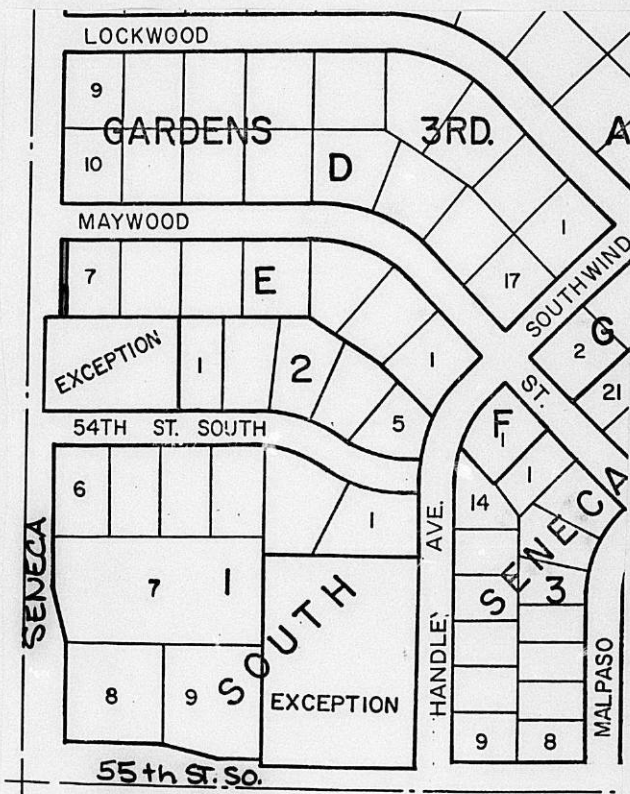 LOCKWOOD
9
GARDENS 3RD. A
10
D
MAYWOOD
1
7
E
17
SOUTHWIND
G
2
EXCEPTION
1
2
1
ST.
21
5
F
1
54TH ST. SOUTH
1
6
14
1
AVE.
SENECA
SENECA
7
1
3
SOUTH
HANDLEY
MALPASO
8
9
EXCEPTION
9
8
55th ST. SO.